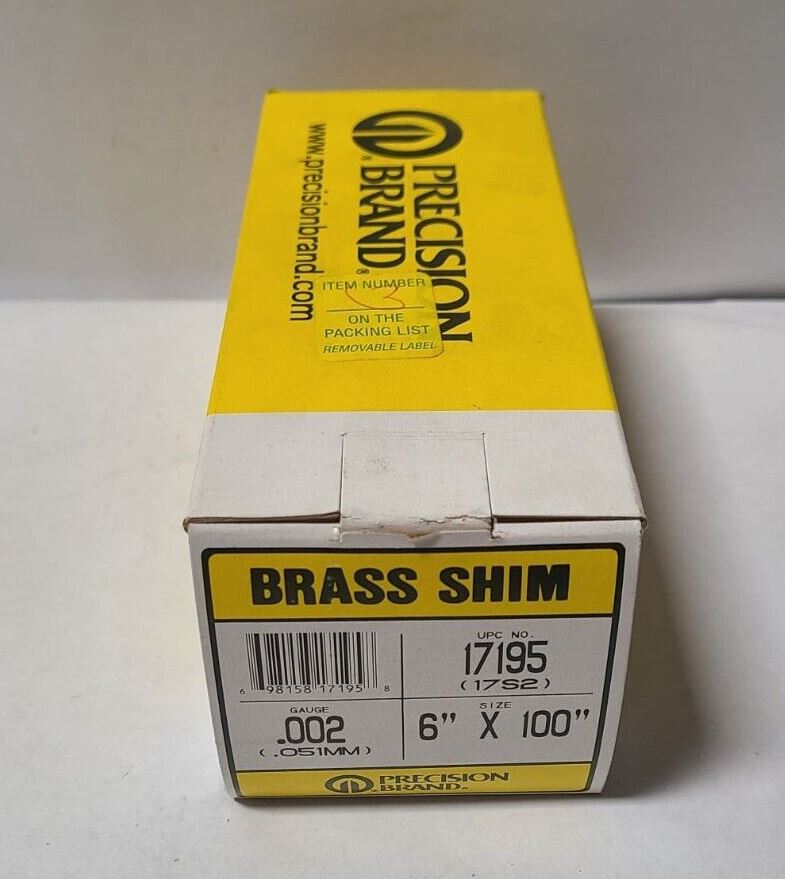 PRECISION
BRAND®
www.precisionbrand.com
ITEM NUMBER
3
ON THE
PACKING LIST
REMOVABLE LABEL
BRASS SHIM
6 98158 17195 8
UPC NO.
17195
(17S2)
GAUGE
.002
(.051MM)
SIZE
6" X 100"
PRECISION
BRAND®